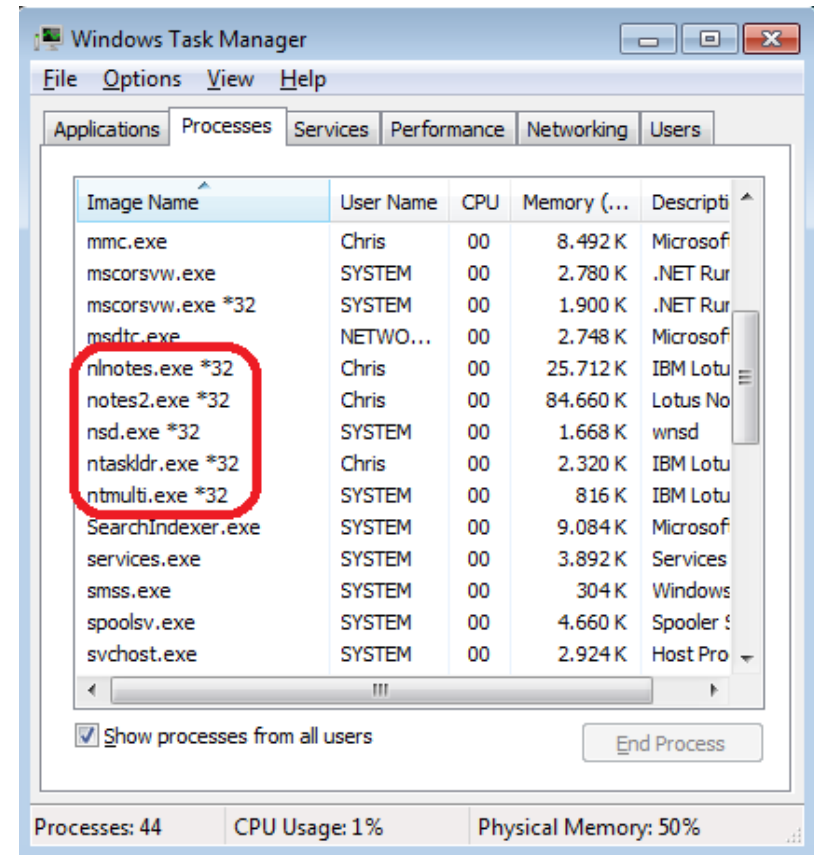 Windows Task Manager
File Options View Help
Applications Processes Services Performance Networking Users
Image Name User Name CPU Memory (... Descripti
mmc.exe Chris 00 8.492 K Microsoft
mscorsvw.exe SYSTEM 00 2.780 K .NET Rur
mscorsvw.exe *32 SYSTEM 00 1.900 K .NET Rur
msdtc.exe NETWO... 00 2.748 K Microsoft
nlnotes.exe *32 Chris 00 25.712 K IBM Lotu
notes2.exe *32 Chris 00 84.660 K Lotus No
nsd.exe *32 SYSTEM 00 1.668 K wnsd
ntaskldr.exe *32 Chris 00 2.320 K IBM Lotu
ntmulti.exe *32 SYSTEM 00 816 K IBM Lotu
SearchIndexer.exe SYSTEM 00 9.084 K Microsoft
services.exe SYSTEM 00 3.892 K Services
smss.exe SYSTEM 00 304 K Windows
spoolsv.exe SYSTEM 00 4.660 K Spooler S
svchost.exe SYSTEM 00 2.924 K Host Pro
Show processes from all users
End Process
Processes: 44 CPU Usage: 1% Physical Memory: 50%